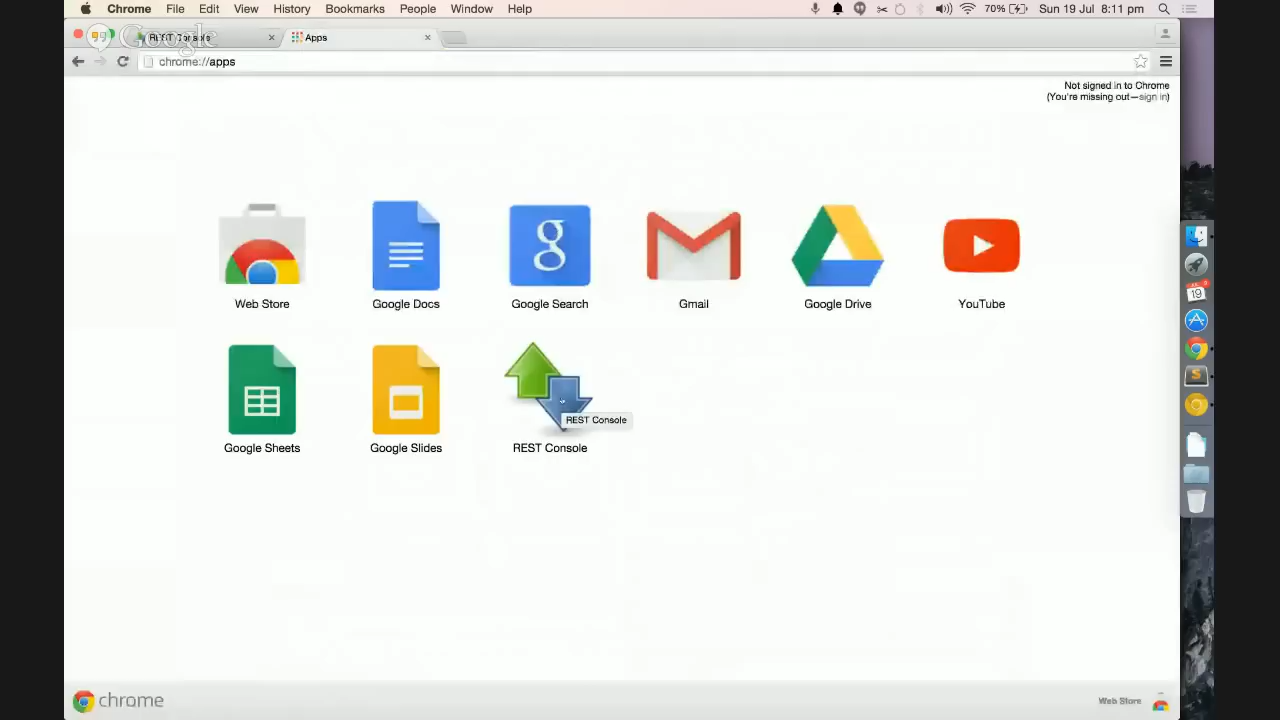 Chrome File Edit View History Bookmarks People Window Help 70% Sun 19 Jul 8:11 pm
Google
REST Console Apps
chrome://apps
Not signed in to Chrome
(You're missing out—sign in)
Web Store Google Docs Google Search Gmail Google Drive YouTube
REST Console
Google Sheets Google Slides REST Console
19
chrome Web Store